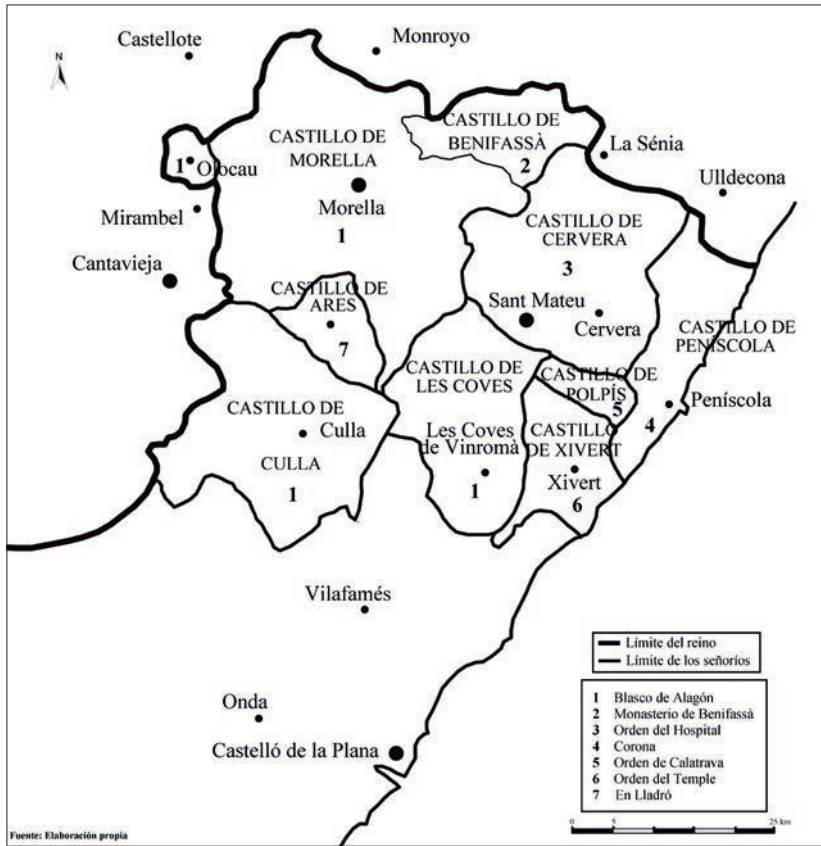 Castellote
Monroyo
N
CASTILLO DE
BENIFASSÀ
2
CASTILLO DE
MORELLA
Morella
1
1
Olocau
La Sénia
Ulldecona
Mirambel
Cantavieja
CASTILLO DE
CERVERA
3
Sant Mateu
Cervera
CASTILLO DE
ARES
7
CASTILLO DE
PENÍSCOLA
Peníscola
4
CASTILLO DE
LES COVES
Les Coves
de Vinromà
1
CASTILLO DE
POLPÍS
5
CASTILLO
DE XIVERT
Xivert
6
CASTILLO DE
Culla
CULLA
1
Vilafamés
Onda
Castelló de la Plana
Límite del reino
Límite de los señoríos
1 Blasco de Alagón
2 Monasterio de Benifassà
3 Orden del Hospital
4 Corona
5 Orden de Calatrava
6 Orden del Temple
7 En Lladró
0 5 25 km
Fuente: Elaboración propia